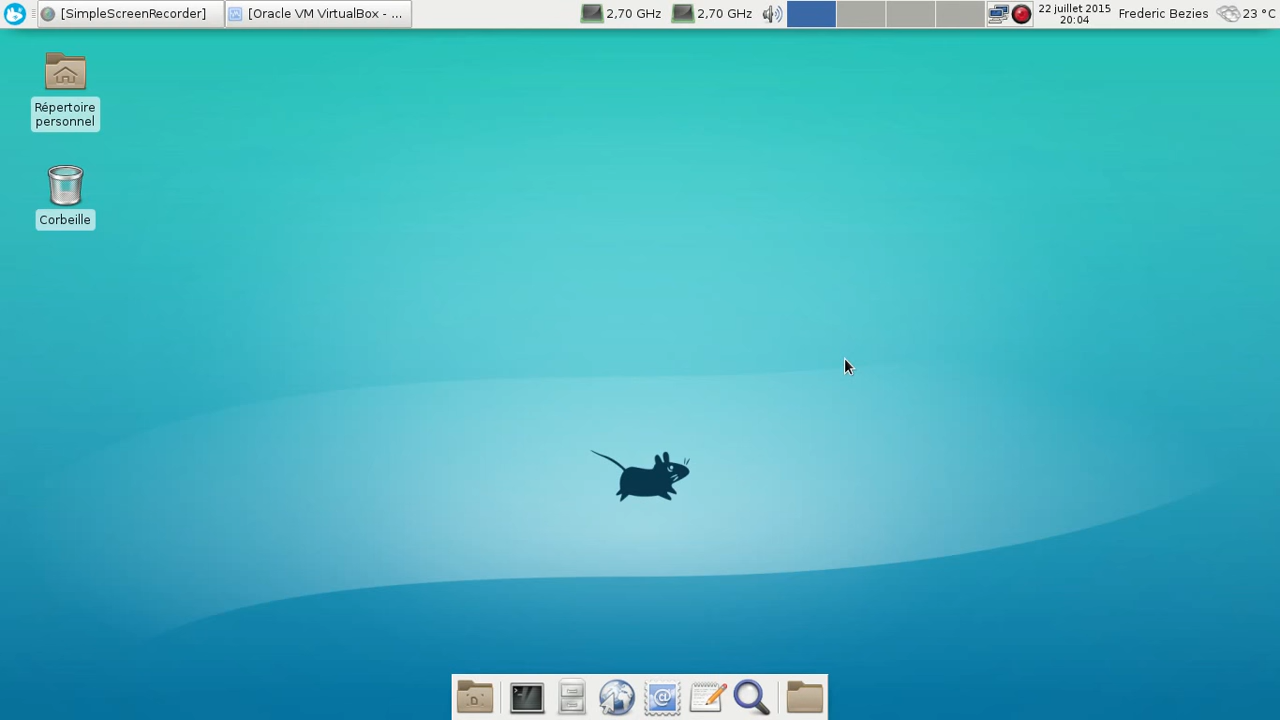 [SimpleScreenRecorder]
[Oracle VM VirtualBox - ...
2,70 GHz
2,70 GHz
22 juillet 2015
20:04
Frederic Bezies
23 °C
Répertoire
personnel
Corbeille